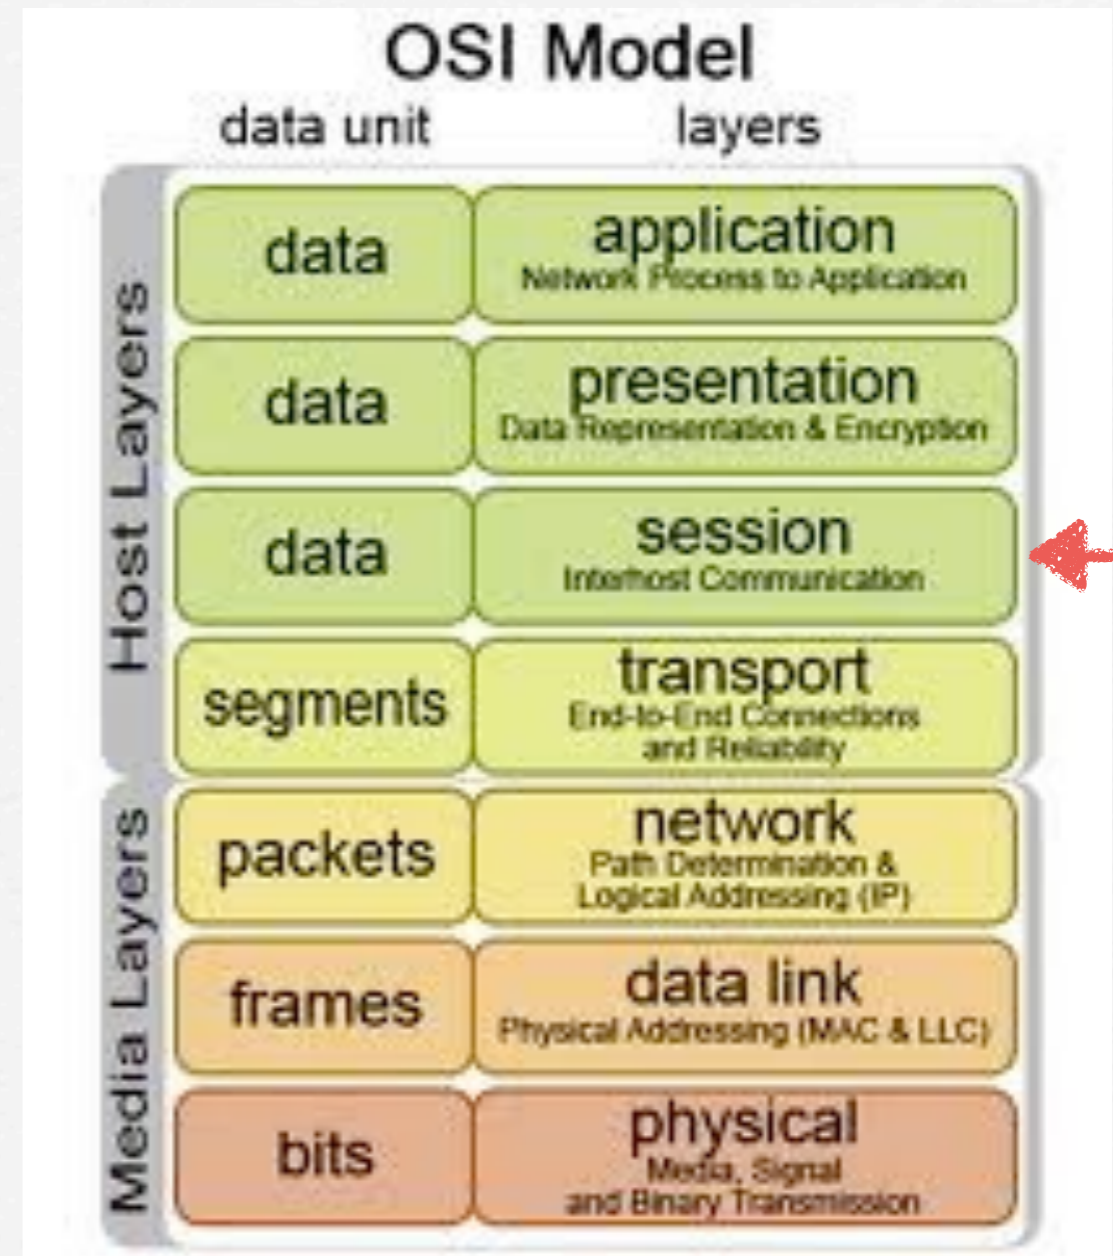 OSI Model
data unit layers
Host Layers
data application
Network Process to Application
data presentation
Data Representation & Encryption
data session
Interhost Communication
segments transport
End-to-End Connections
and Reliability
Media Layers
packets network
Path Determination &
Logical Addressing (IP)
frames data link
Physical Addressing (MAC & LLC)
bits physical
Media, Signal
and Binary Transmission